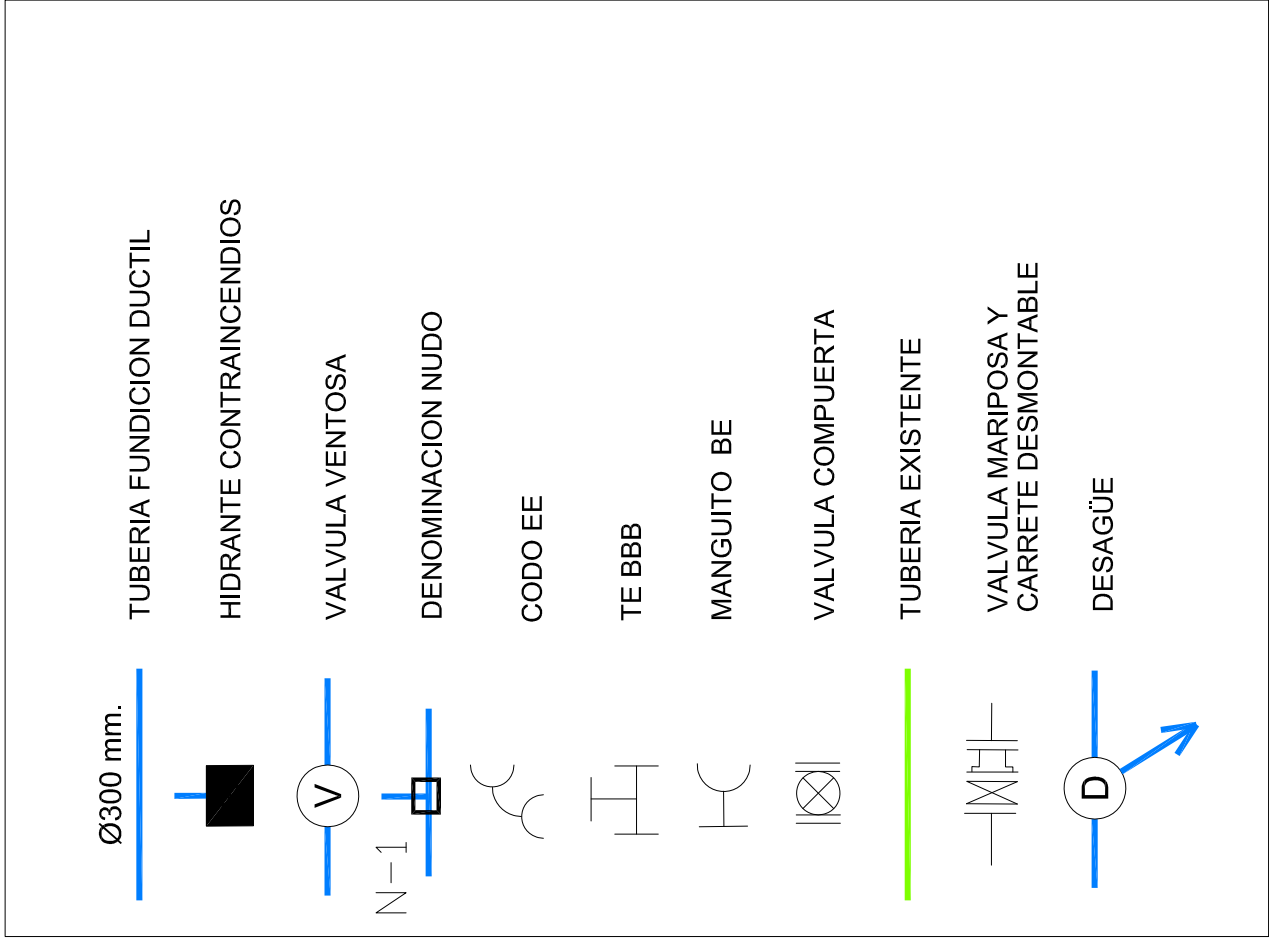 Ø300 mm.
TUBERIA FUNDICION DUCTIL
HIDRANTE CONTRAINCENDIOS
V
VALVULA VENTOSA
N-1
DENOMINACION NUDO
CODO EE
TE BBB
MANGUITO BE
VALVULA COMPUERTA
TUBERIA EXISTENTE
VALVULA MARIPOSA Y
CARRETE DESMONTABLE
D
DESAGÜE